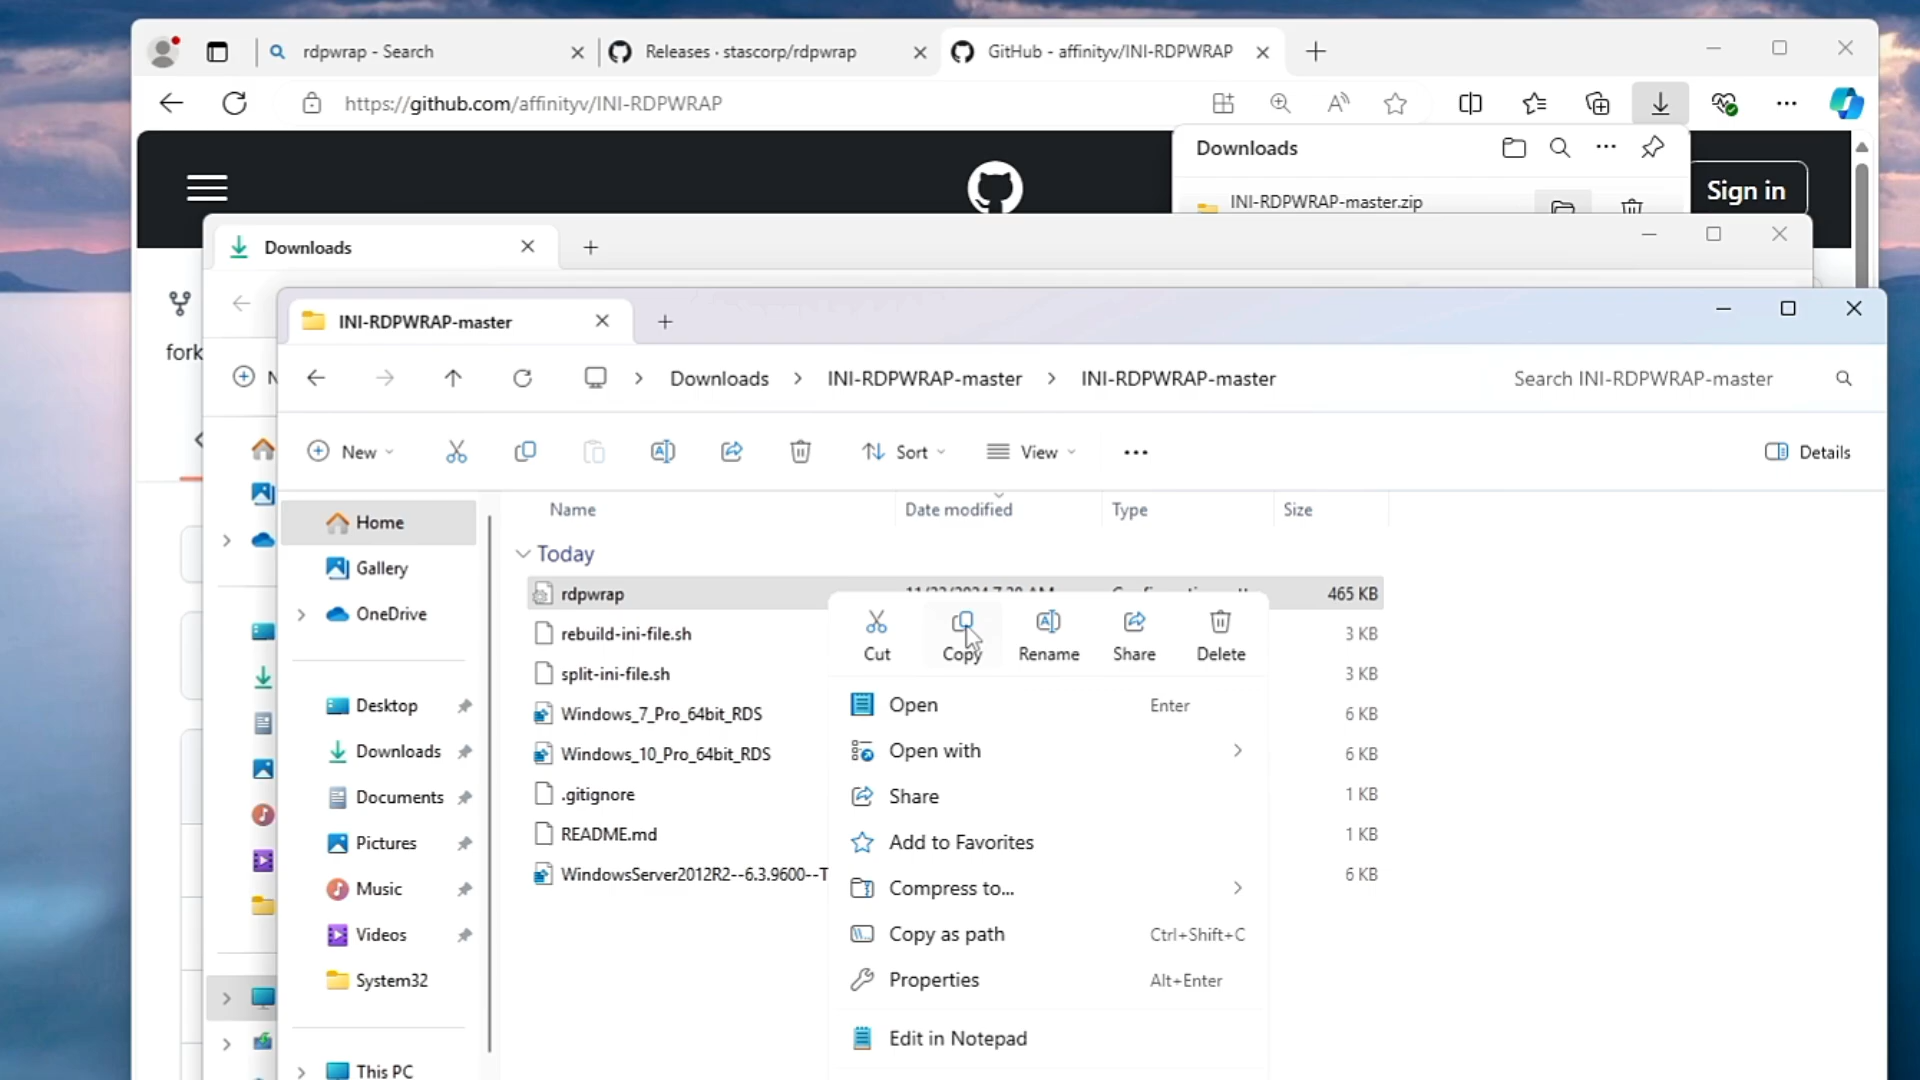 rdpwrap - Search
Releases · stascorp/rdpwrap
GitHub - affinityv/INI-RDPWRAP
https://github.com/affinityv/INI-RDPWRAP
Downloads
INI-RDPWRAP-master.zip
Sign in
Downloads
fork
N
INI-RDPWRAP-master
Downloads
INI-RDPWRAP-master
INI-RDPWRAP-master
Search INI-RDPWRAP-master
New
Sort
View
Details
Name
Date modified
Type
Size
Today
rdpwrap
465 KB
rebuild-ini-file.sh
3 KB
split-ini-file.sh
3 KB
Windows_7_Pro_64bit_RDS
6 KB
Windows_10_Pro_64bit_RDS
6 KB
.gitignore
1 KB
README.md
1 KB
WindowsServer2012R2--6.3.9600--T
6 KB
Home
Gallery
OneDrive
Desktop
Downloads
Documents
Pictures
Music
Videos
System32
This PC
Cut
Copy
Rename
Share
Delete
Open Enter
Open with
Share
Add to Favorites
Compress to...
Copy as path Ctrl+Shift+C
Properties Alt+Enter
Edit in Notepad